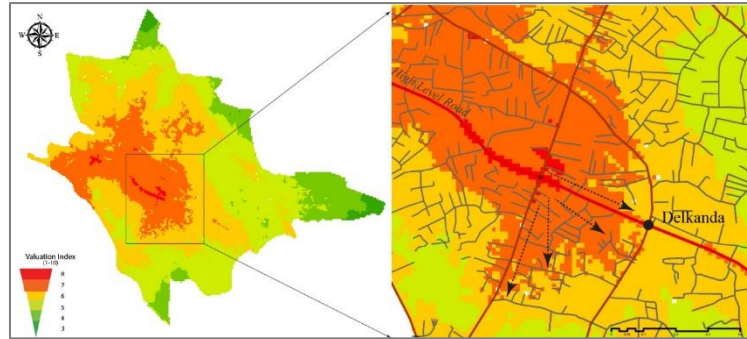 N
W E
S
Valuation Index
(1-10)
8
7
6
5
4
3
High Level Road
Delkanda